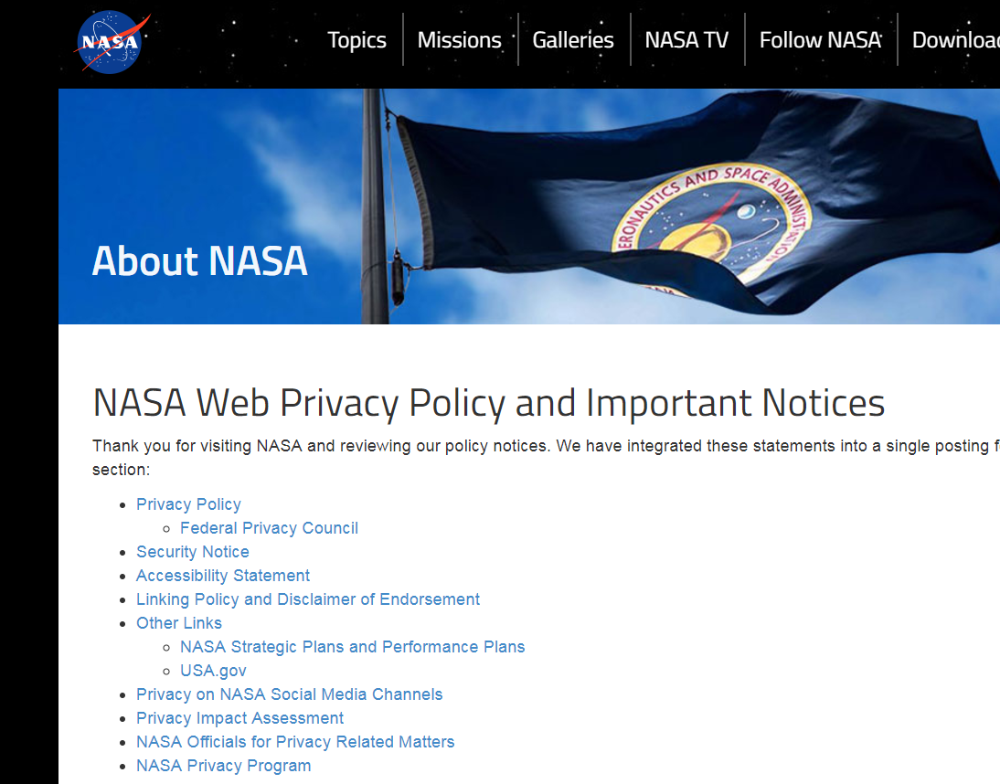 NASA
Topics
Missions
Galleries
NASA TV
Follow NASA
AERONAUTICS AND SPACE ADMINISTRATION
About NASA
NASA Web Privacy Policy and Important Notices
Thank you for visiting NASA and reviewing our policy notices. We have integrated these statements into a single posting
section:
Privacy Policy
Federal Privacy Council
Security Notice
Accessibility Statement
Linking Policy and Disclaimer of Endorsement
Other Links
NASA Strategic Plans and Performance Plans
USA.gov
Privacy on NASA Social Media Channels
Privacy Impact Assessment
NASA Officials for Privacy Related Matters
NASA Privacy Program